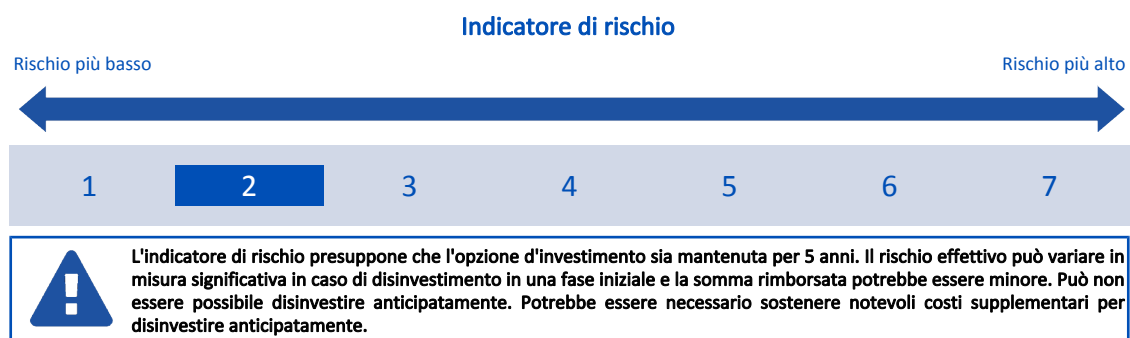 Indicatore di rischio
Rischio più basso
Rischio più alto
1 2 3 4 5 6 7
L'indicatore di rischio presuppone che l'opzione d'investimento sia mantenuta per 5 anni. Il rischio effettivo può variare in
misura significativa in caso di disinvestimento in una fase iniziale e la somma rimborsata potrebbe essere minore. Può non
essere possibile disinvestire anticipatamente. Potrebbe essere necessario sostenere notevoli costi supplementari per
disinvestire anticipatamente.